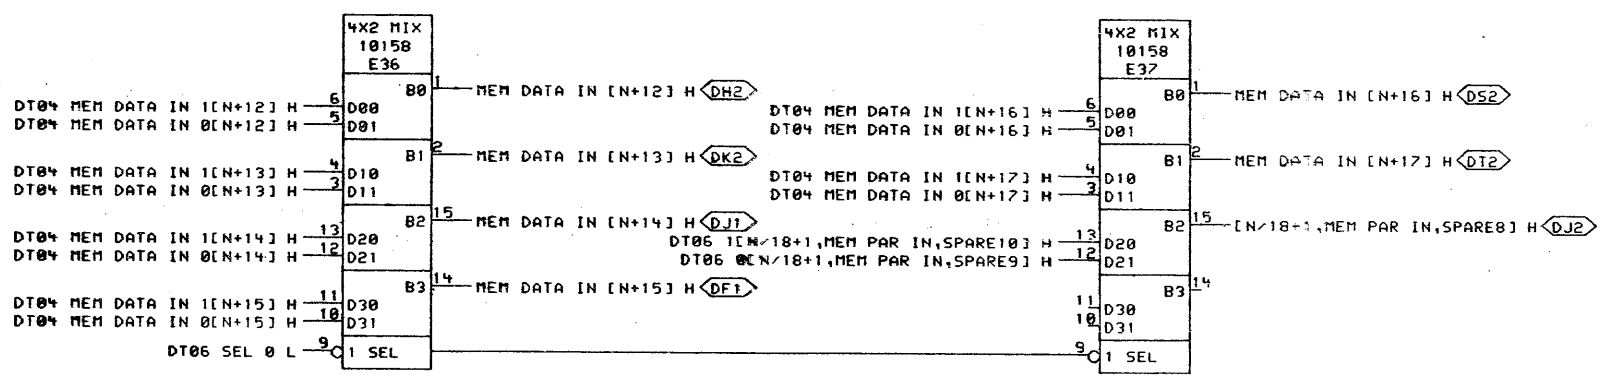 4X2 MIX
10158
E36
DT04 MEM DATA IN 1[N+12] H 6 D00
DT04 MEM DATA IN 0[N+12] H 5 D01
B0 1 MEM DATA IN [N+12] H DH2
DT04 MEM DATA IN 1[N+13] H 4 D10
DT04 MEM DATA IN 0[N+13] H 3 D11
B1 2 MEM DATA IN [N+13] H DK2
DT04 MEM DATA IN 1[N+14] H 13 D20
DT04 MEM DATA IN 0[N+14] H 12 D21
B2 15 MEM DATA IN [N+14] H DJ1
DT04 MEM DATA IN 1[N+15] H 11 D30
DT04 MEM DATA IN 0[N+15] H 10 D31
B3 14 MEM DATA IN [N+15] H DF1
DT06 SEL 0 L 9 1 SEL
4X2 MIX
10158
E37
DT04 MEM DATA IN 1[N+16] H 6 D00
DT04 MEM DATA IN 0[N+16] H 5 D01
B0 1 MEM DATA IN [N+16] H DS2
DT04 MEM DATA IN 1[N+17] H 4 D10
DT04 MEM DATA IN 0[N+17] H 3 D11
B1 2 MEM DATA IN [N+17] H DT2
DT06 1[N/18+1,MEM PAR IN,SPARE10] H 13 D20
DT06 0[N/18+1,MEM PAR IN,SPARE9] H 12 D21
B2 15 [N/18+1,MEM PAR IN,SPARE8] H DJ2
11 D30
10 D31
B3 14
9 1 SEL